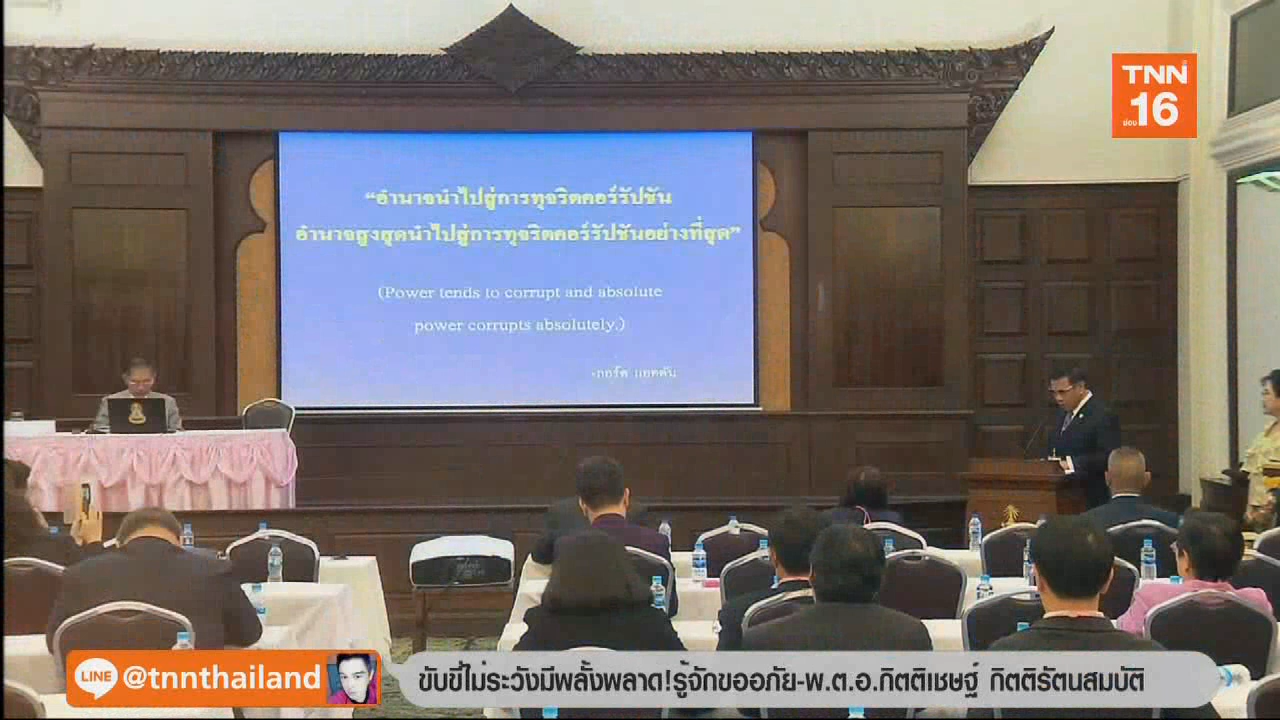 TNN
ช่อง 16
“อำนาจนำไปสู่การทุจริตคอร์รัปชัน
อำนาจสูงสุดนำไปสู่การทุจริตคอร์รัปชันอย่างที่สุด”
(Power tends to corrupt and absolute
power corrupts absolutely.)
-ลอร์ด แอคตัน
LINE @tnnthailand
ขับขี่ไม่ระวังมีพลั้งพลาด!รู้จักขออภัย-พ.ต.อ.กิตติเชษฐ์ กิตติรัตนสมบัติ